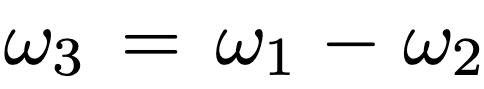 ω₃ = ω₁ − ω₂